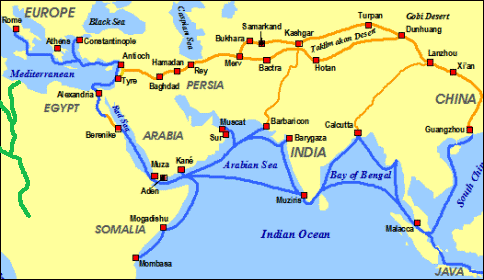 EUROPE
Rome
Black Sea
Caspian Sea
Samarkand
Turpan
Gobi Desert
Athens
Constantinople
Bukhara
Kashgar
Dunhuang
Taklimakan Desert
Antioch
Hamadan
Rey
Merv
Bactra
Hotan
Lanzhou
Xi'an
Mediterranean
Tyre
Baghdad
PERSIA
Alexandria
EGYPT
Red Sea
CHINA
Muscat
Barbaricon
Berenike
ARABIA
Sur
Barygaza
Calcutta
Guangzhou
INDIA
Muza
Kané
Arabian Sea
Bay of Bengal
Aden
Muziris
South Chin
Mogadishu
SOMALIA
Malacca
Indian Ocean
Mombasa
JAVA